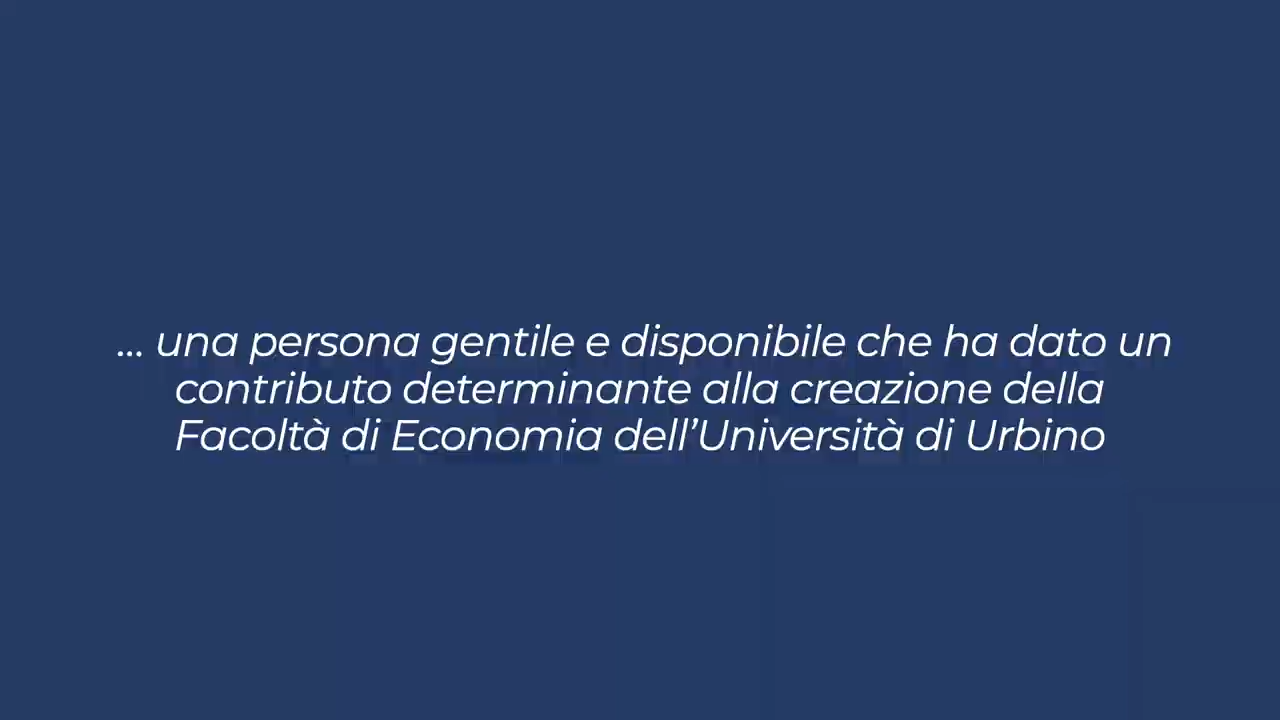 ... una persona gentile e disponibile che ha dato un
contributo determinante alla creazione della
Facoltà di Economia dell’Università di Urbino